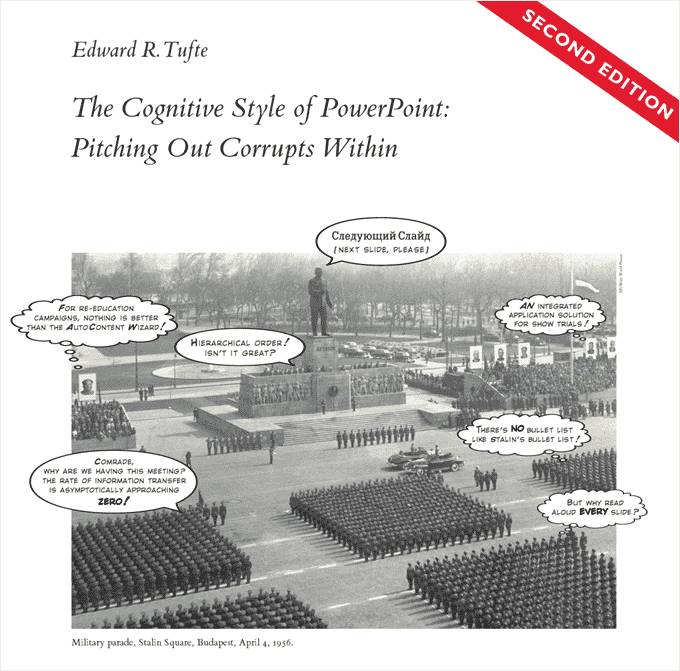 SECOND EDITION
Edward R. Tufte
The Cognitive Style of PowerPoint:
Pitching Out Corrupts Within
Следующий Слайд
[NEXT SLIDE, PLEASE]
FOR RE-EDUCATION
CAMPAIGNS, NOTHING IS BETTER
THAN THE AUTOCONTENT WIZARD!
AN INTEGRATED
APPLICATION SOLUTION
FOR SHOW TRIALS!
HIERARCHICAL ORDER!
ISN'T IT GREAT?
THERE'S NO BULLET LIST
LIKE STALIN'S BULLET LIST!
COMRADE,
WHY ARE WE HAVING THIS MEETING?
THE RATE OF INFORMATION TRANSFER
IS ASYMPTOTICALLY APPROACHING
ZERO!
BUT WHY READ
ALOUD EVERY SLIDE?
Military parade, Stalin Square, Budapest, April 4, 1956.